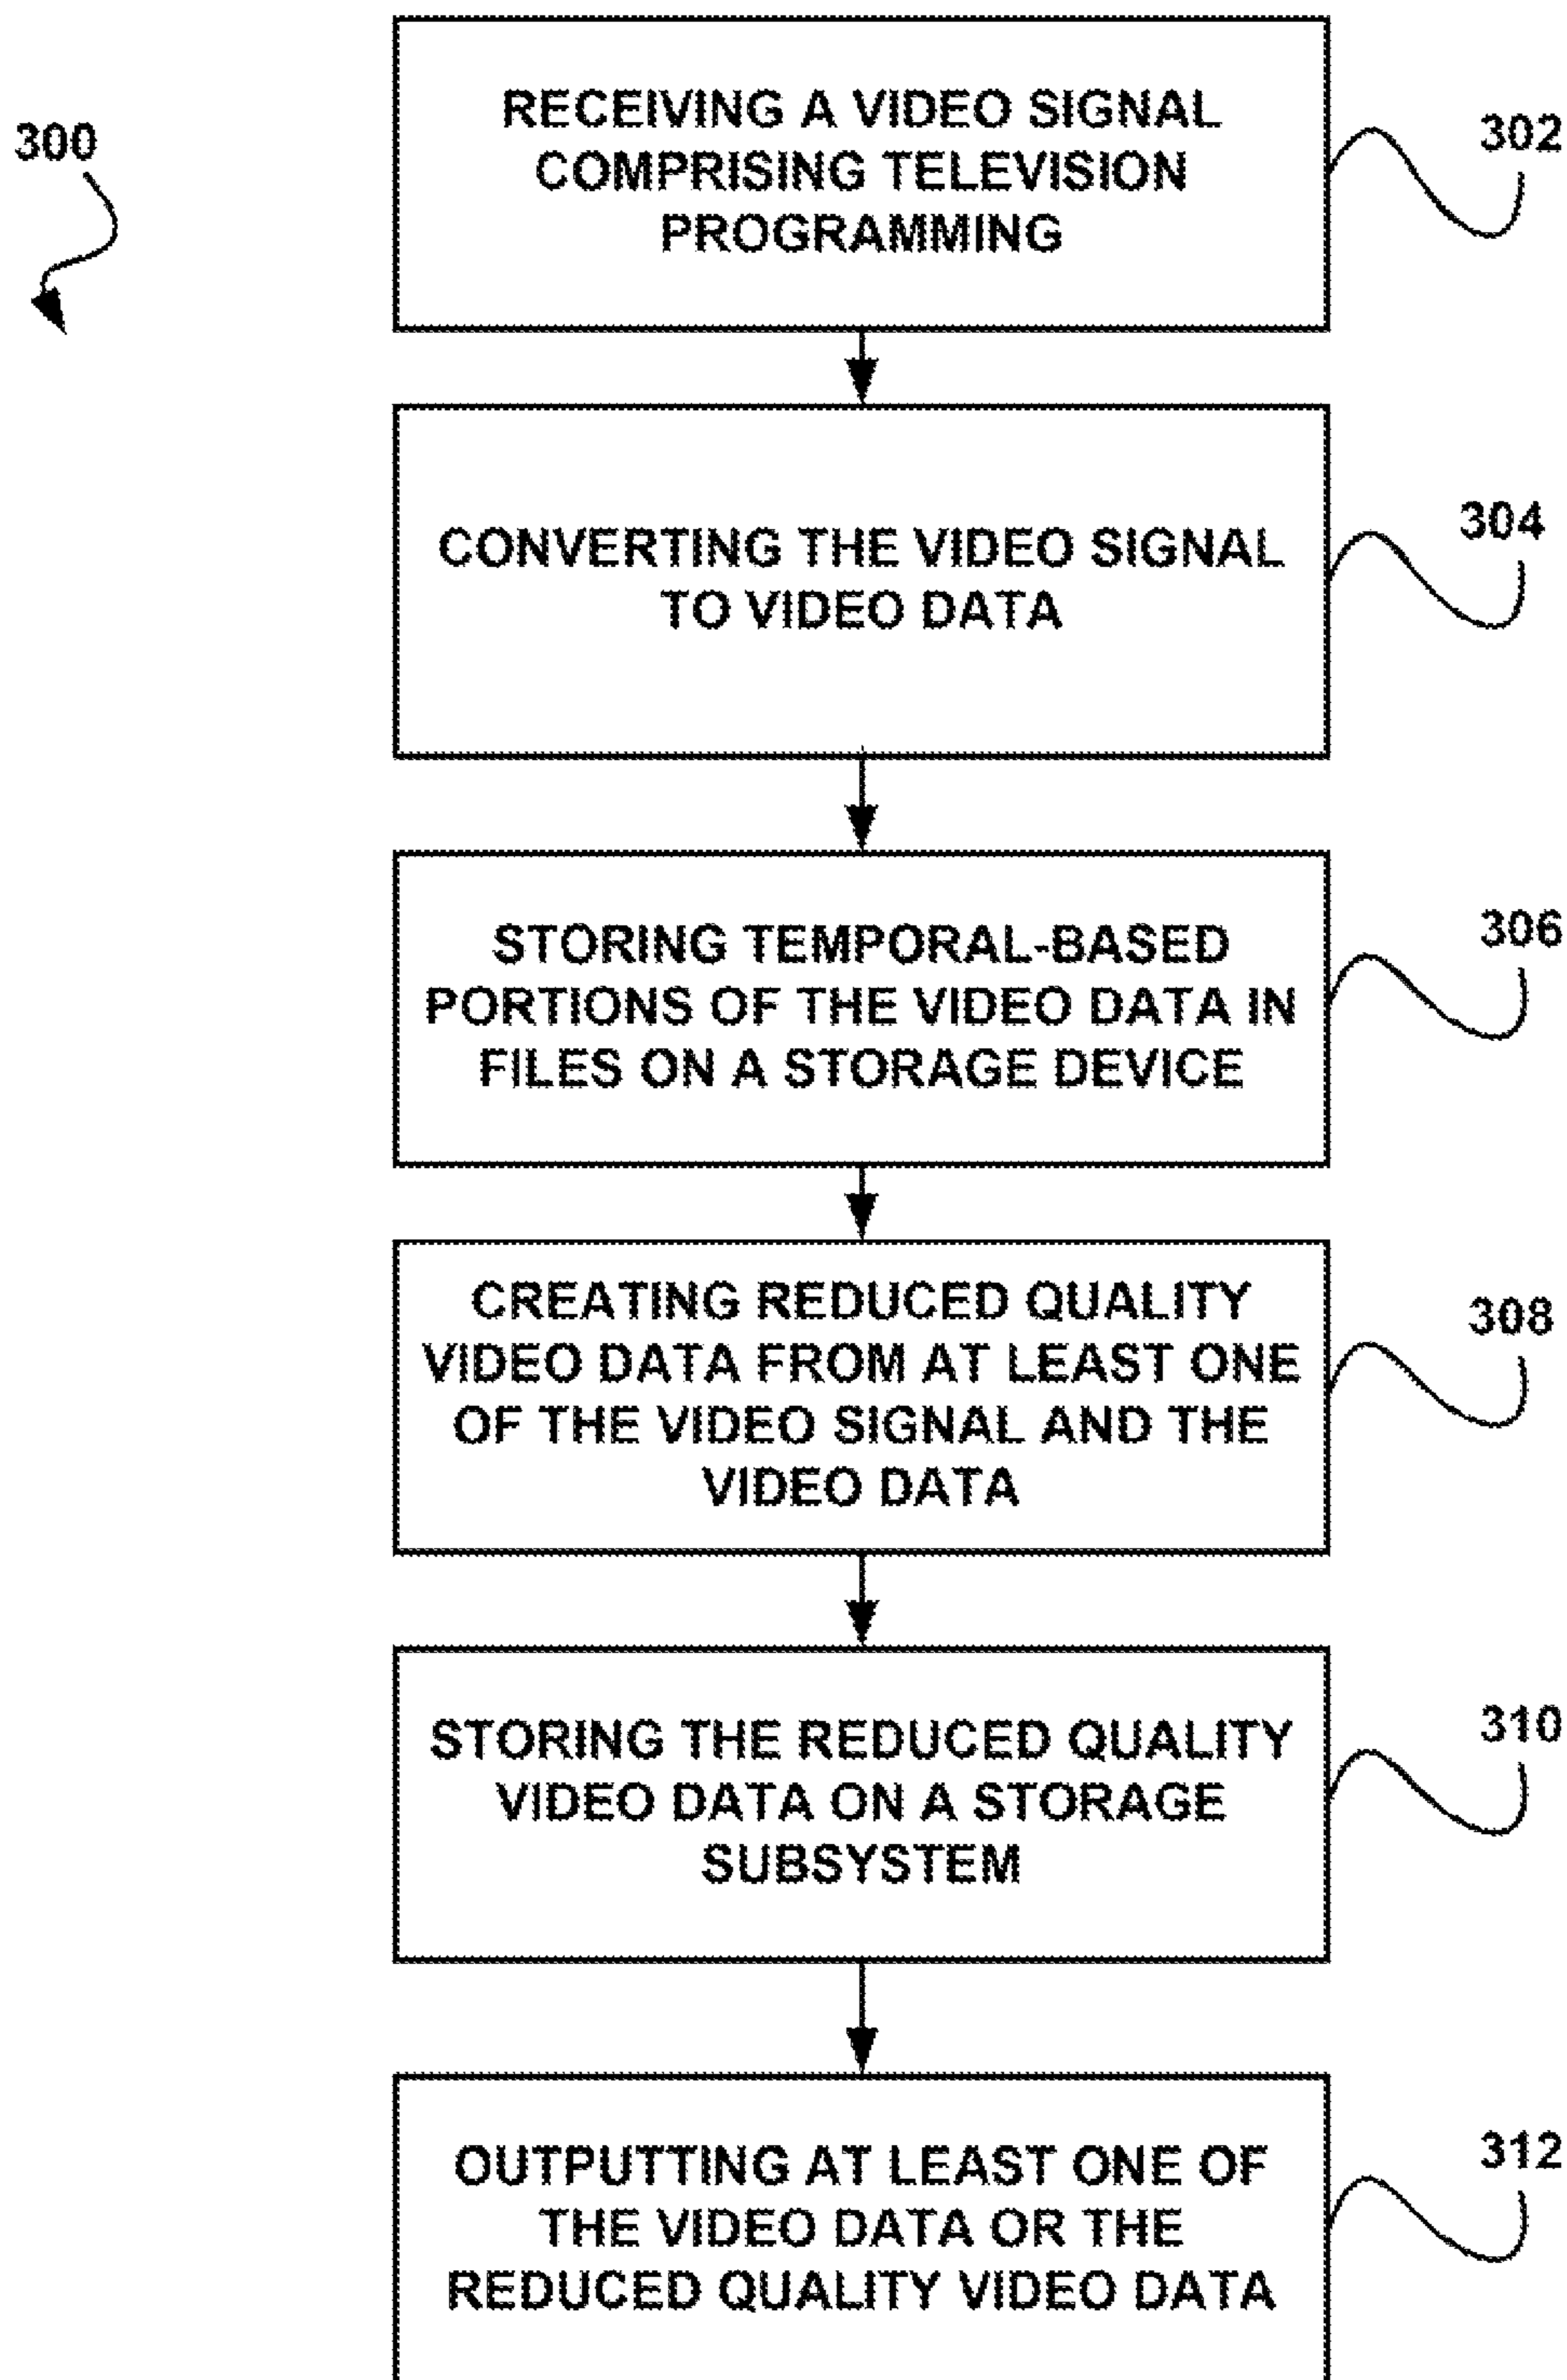 300
RECEIVING A VIDEO SIGNAL
COMPRISING TELEVISION
PROGRAMMING
302
CONVERTING THE VIDEO SIGNAL
TO VIDEO DATA
304
STORING TEMPORAL-BASED
PORTIONS OF THE VIDEO DATA IN
FILES ON A STORAGE DEVICE
306
CREATING REDUCED QUALITY
VIDEO DATA FROM AT LEAST ONE
OF THE VIDEO SIGNAL AND THE
VIDEO DATA
308
STORING THE REDUCED QUALITY
VIDEO DATA ON A STORAGE
SUBSYSTEM
310
OUTPUTTING AT LEAST ONE OF
THE VIDEO DATA OR THE
REDUCED QUALITY VIDEO DATA
312